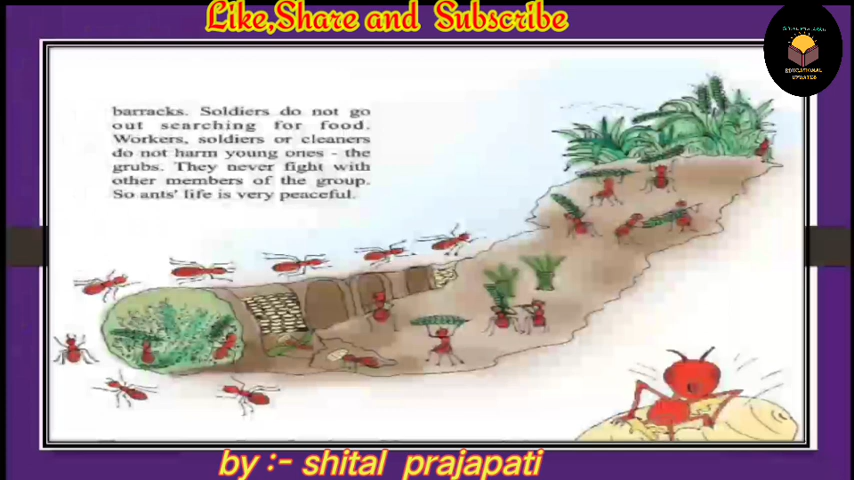 Like,Share and Subscribe
EDUCATIONAL
UPDATES
barracks. Soldiers do not go
out searching for food.
Workers, soldiers or cleaners
do not harm young ones - the
grubs. They never fight with
other members of the group.
So ants' life is very peaceful.
by :- shital prajapati